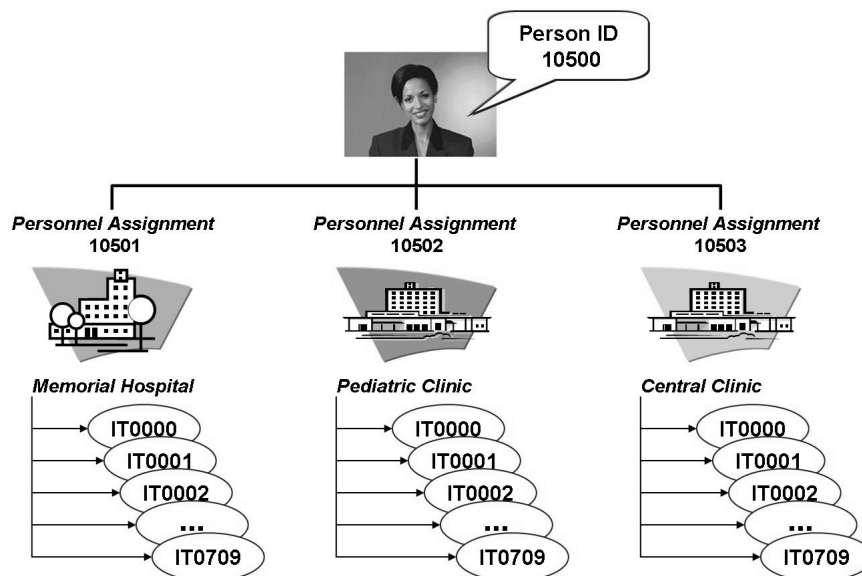 Person ID
10500
Personnel Assignment
10501
Personnel Assignment
10502
Personnel Assignment
10503
H
H
H
Memorial Hospital
IT0000
IT0001
IT0002
...
IT0709
Pediatric Clinic
IT0000
IT0001
IT0002
...
IT0709
Central Clinic
IT0000
IT0001
IT0002
...
IT0709